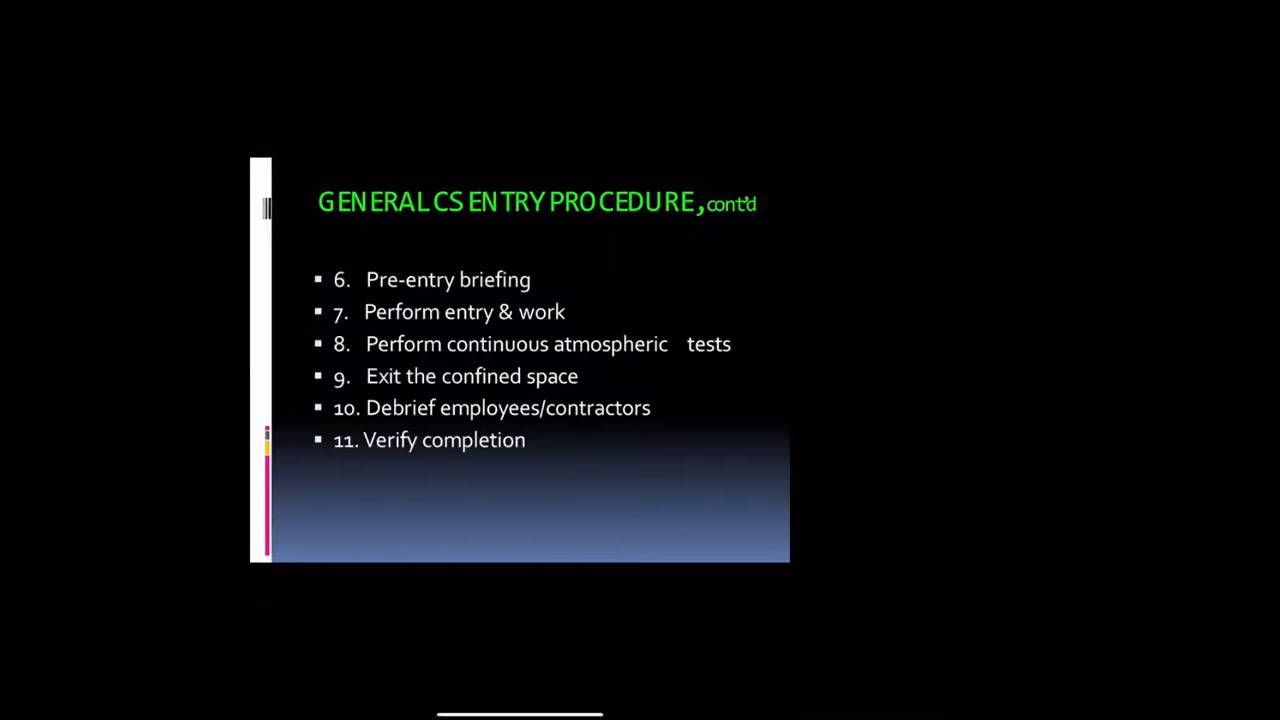 GENERAL CS ENTRY PROCEDURE, cont'd
▪ 6. Pre-entry briefing
▪ 7. Perform entry & work
▪ 8. Perform continuous atmospheric tests
▪ 9. Exit the confined space
▪ 10. Debrief employees/contractors
▪ 11. Verify completion